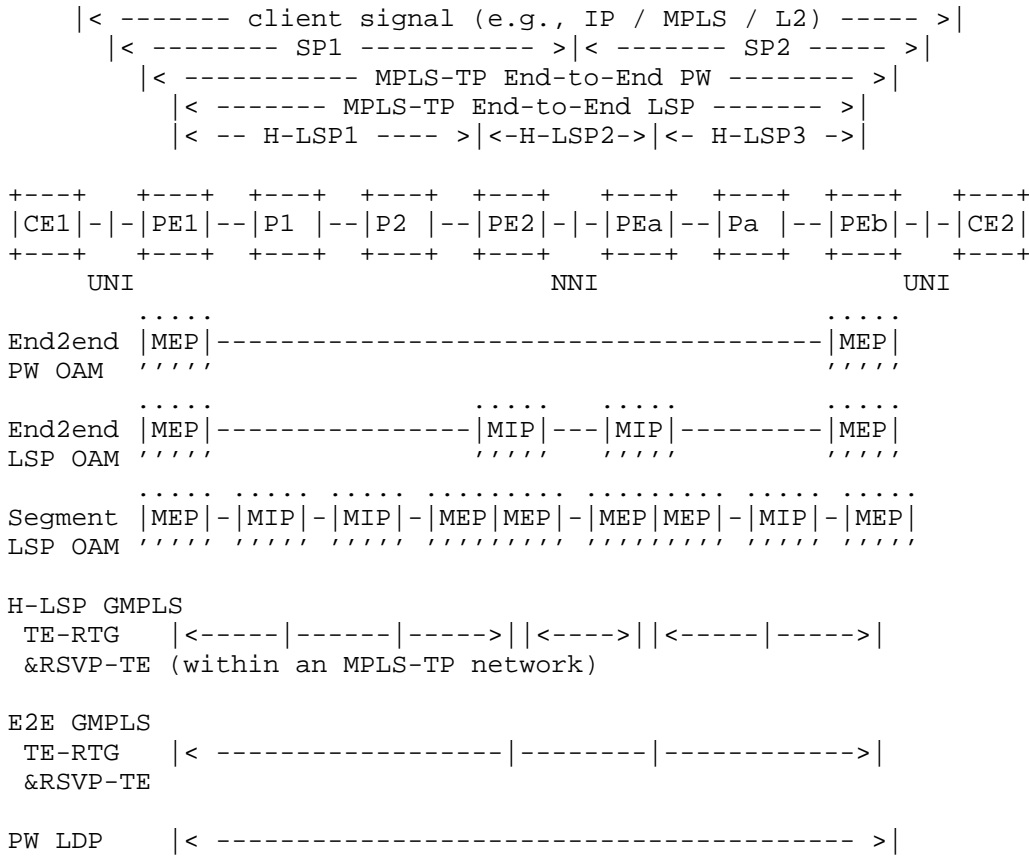 |< ------- client signal (e.g., IP / MPLS / L2) ----- >|
|< -------- SP1 ----------- >|< ------- SP2 ----- >|
|< ----------- MPLS-TP End-to-End PW -------- >|
|< ------- MPLS-TP End-to-End LSP ------- >|
|< -- H-LSP1 ---- >|<-H-LSP2->|<- H-LSP3 ->|
+---+ +---+ +---+ +---+ +---+ +---+ +---+ +---+ +---+
|CE1|-|-|PE1|--|P1 |--|P2 |--|PE2|-|-|PEa|--|Pa |--|PEb|-|-|CE2|
+---+ +---+ +---+ +---+ +---+ +---+ +---+ +---+ +---+
UNI NNI UNI
..... .....
End2end |MEP|--------------------------------------|MEP|
PW OAM ''''' '''''
..... ..... ..... .....
End2end |MEP|----------------|MIP|---|MIP|---------|MEP|
LSP OAM ''''' ''''' ''''' '''''
..... ..... ..... ......... ......... ..... .....
Segment |MEP|-|MIP|-|MIP|-|MEP|MEP|-|MEP|MEP|-|MIP|-|MEP|
LSP OAM ''''' ''''' ''''' ''''''''' ''''''''' ''''' '''''
H-LSP GMPLS
TE-RTG |<-----|------|----->||<---->||<-----|----->|
&RSVP-TE (within an MPLS-TP network)
E2E GMPLS
TE-RTG |< ------------------|--------|------------>|
&RSVP-TE
PW LDP |< ---------------------------------------- >|